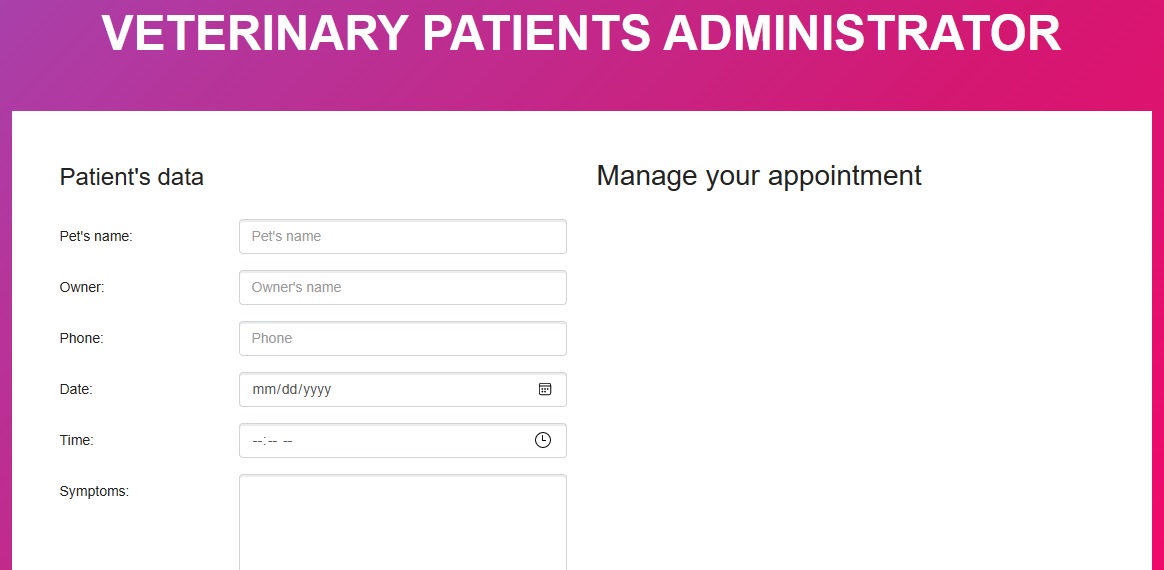 VETERINARY PATIENTS ADMINISTRATOR
Patient's data
Manage your appointment
Pet's name: Pet's name
Owner: Owner's name
Phone: Phone
Date: mm/dd/yyyy
Time: --:-- --
Symptoms: